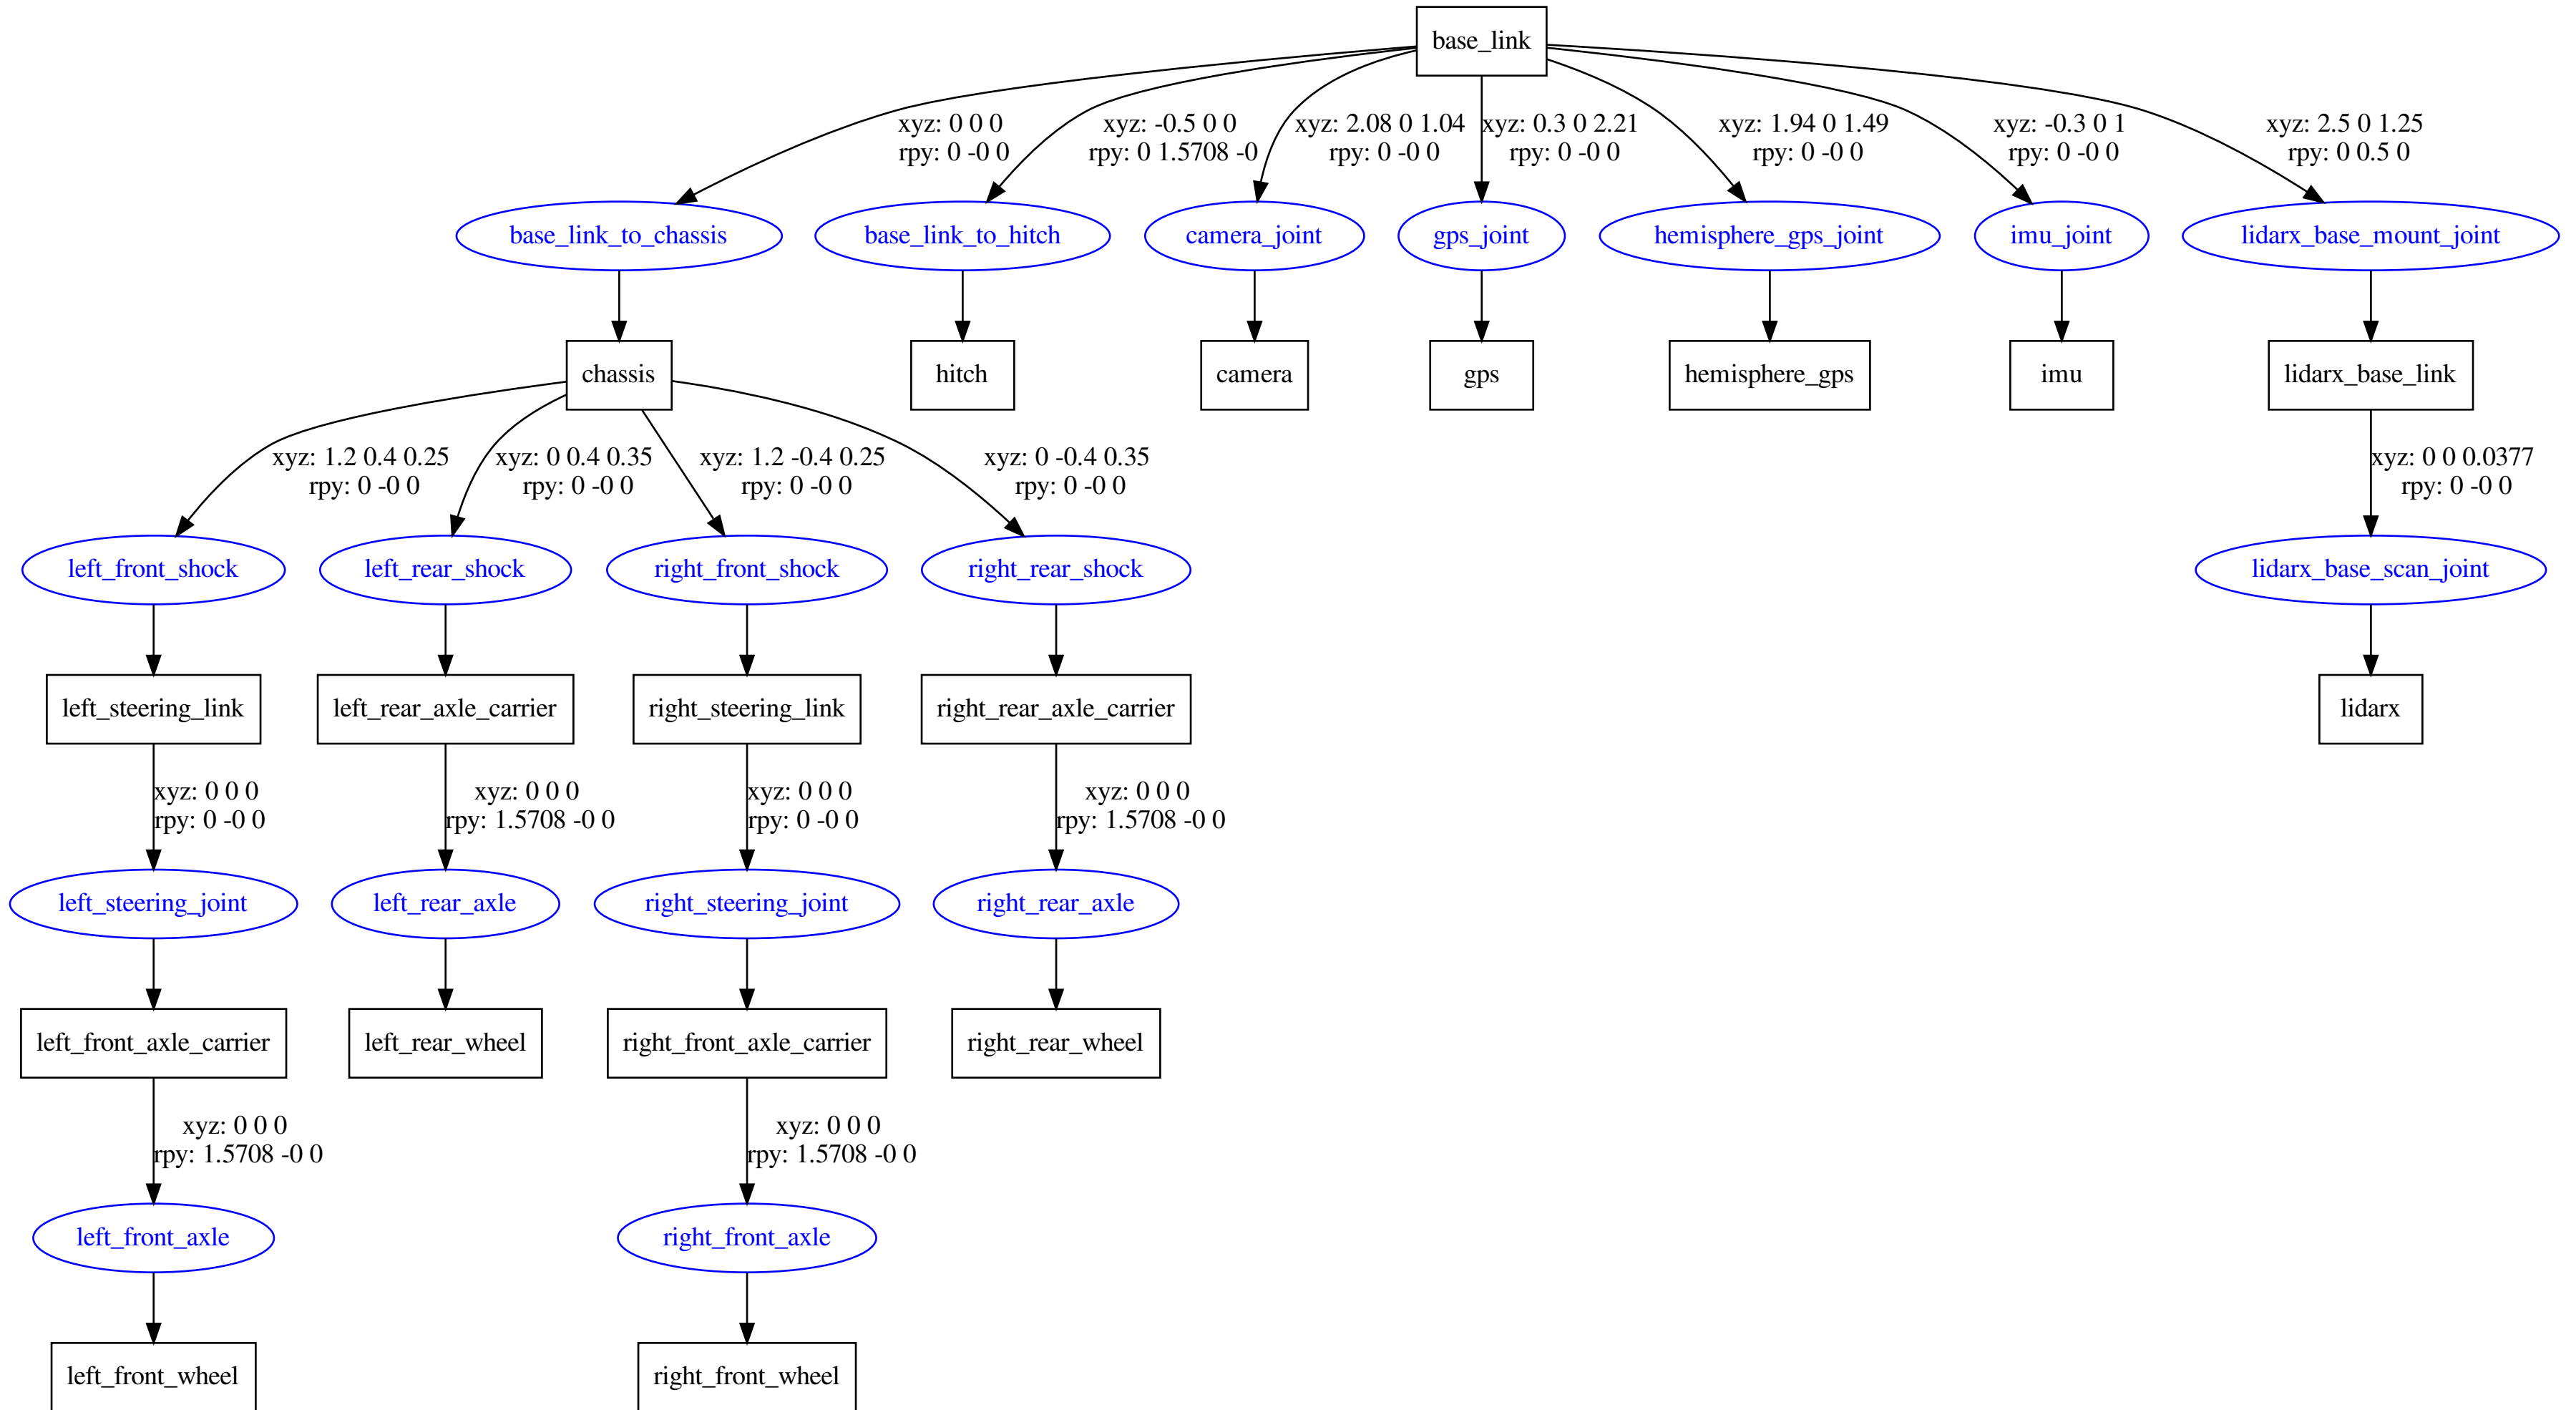 base_link
xyz: 0 0 0
rpy: 0 -0 0
xyz: -0.5 0 0
rpy: 0 1.5708 -0
xyz: 2.08 0 1.04
rpy: 0 -0 0
xyz: 0.3 0 2.21
rpy: 0 -0 0
xyz: 1.94 0 1.49
rpy: 0 -0 0
xyz: -0.3 0 1
rpy: 0 -0 0
xyz: 2.5 0 1.25
rpy: 0 0.5 0
base_link_to_chassis
base_link_to_hitch
camera_joint
gps_joint
hemisphere_gps_joint
imu_joint
lidarx_base_mount_joint
chassis
hitch
camera
gps
hemisphere_gps
imu
lidarx_base_link
xyz: 1.2 0.4 0.25
rpy: 0 -0 0
xyz: 0 0.4 0.35
rpy: 0 -0 0
xyz: 1.2 -0.4 0.25
rpy: 0 -0 0
xyz: 0 -0.4 0.35
rpy: 0 -0 0
xyz: 0 0 0.0377
rpy: 0 -0 0
left_front_shock
left_rear_shock
right_front_shock
right_rear_shock
lidarx_base_scan_joint
left_steering_link
left_rear_axle_carrier
right_steering_link
right_rear_axle_carrier
lidarx
xyz: 0 0 0
rpy: 0 -0 0
xyz: 0 0 0
rpy: 1.5708 -0 0
xyz: 0 0 0
rpy: 0 -0 0
xyz: 0 0 0
rpy: 1.5708 -0 0
left_steering_joint
left_rear_axle
right_steering_joint
right_rear_axle
left_front_axle_carrier
left_rear_wheel
right_front_axle_carrier
right_rear_wheel
xyz: 0 0 0
rpy: 1.5708 -0 0
xyz: 0 0 0
rpy: 1.5708 -0 0
left_front_axle
right_front_axle
left_front_wheel
right_front_wheel